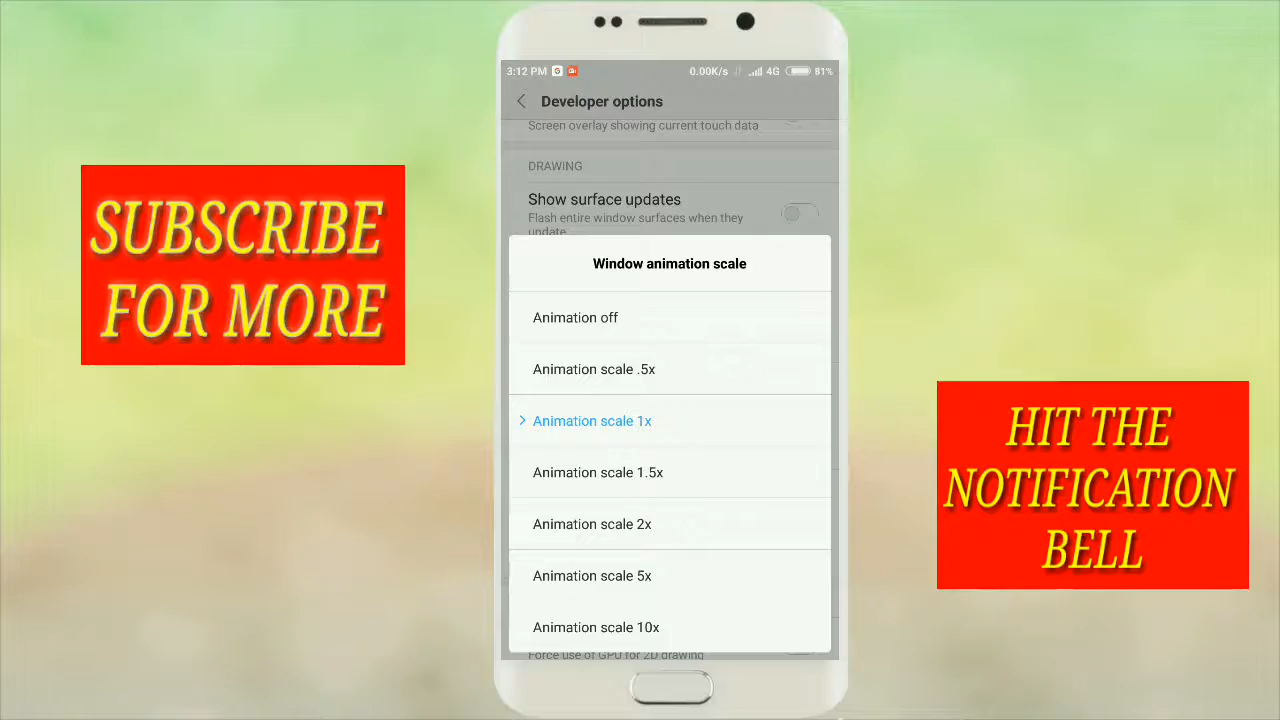 SUBSCRIBE
FOR MORE
3:12 PM
0.00K/s 4G 81%
Developer options
Screen overlay showing current touch data
DRAWING
Show surface updates
Flash entire window surfaces when they
update
Window animation scale
Animation off
Animation scale .5x
Animation scale 1x
Animation scale 1.5x
Animation scale 2x
Animation scale 5x
Animation scale 10x
Force use of GPU for 2D drawing
HIT THE
NOTIFICATION
BELL